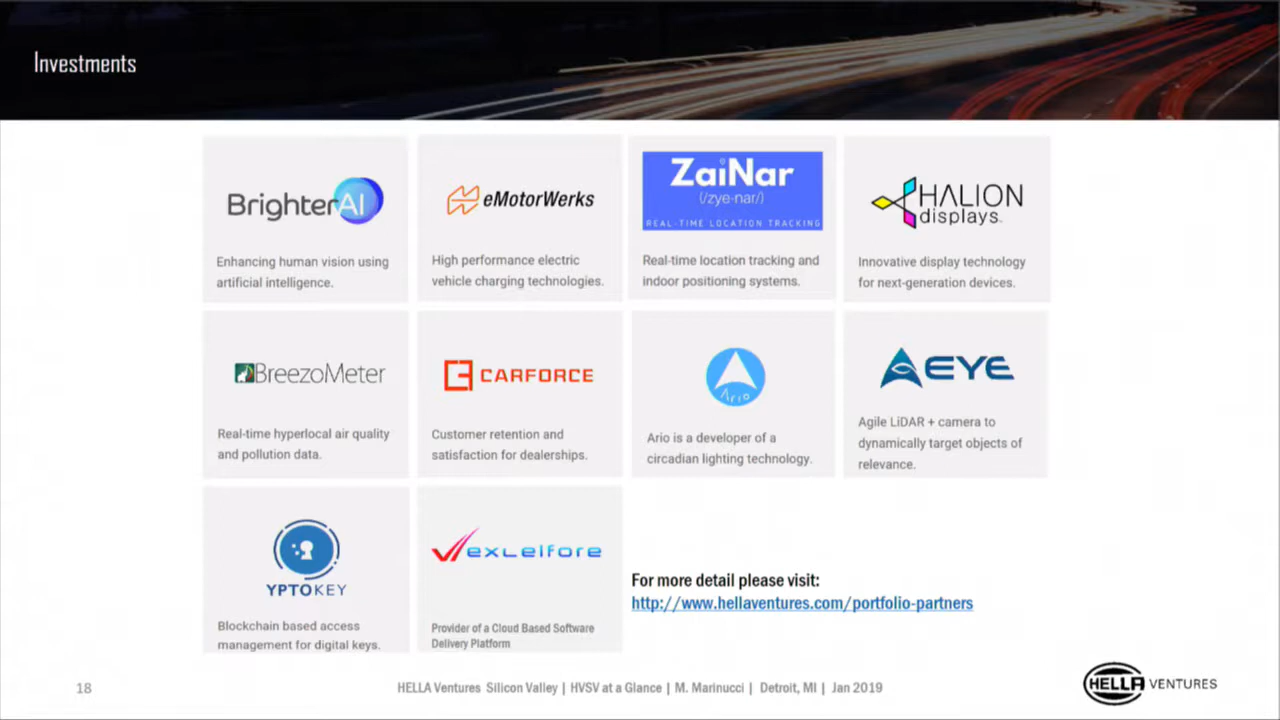 Investments
BrighterAI
Enhancing human vision using
artificial intelligence.
eMotorWerks
High performance electric
vehicle charging technologies.
ZaiNar
(/zye-nar/)
REAL-TIME LOCATION TRACKING
Real-time location tracking and
indoor positioning systems.
HALION
displays
Innovative display technology
for next-generation devices.
BreezoMeter
Real-time hyperlocal air quality
and pollution data.
CARFORCE
Customer retention and
satisfaction for dealerships.
Ario
Ario is a developer of a
circadian lighting technology.
AEYE
Agile LiDAR + camera to
dynamically target objects of
relevance.
YPTOKEY
Blockchain based access
management for digital keys.
exlelfore
Provider of a Cloud Based Software
Delivery Platform
For more detail please visit:
http://www.hellaventures.com/portfolio-partners
18
HELLA Ventures Silicon Valley | HVSV at a Glance | M. Marinucci | Detroit, MI | Jan 2019
HELLA VENTURES